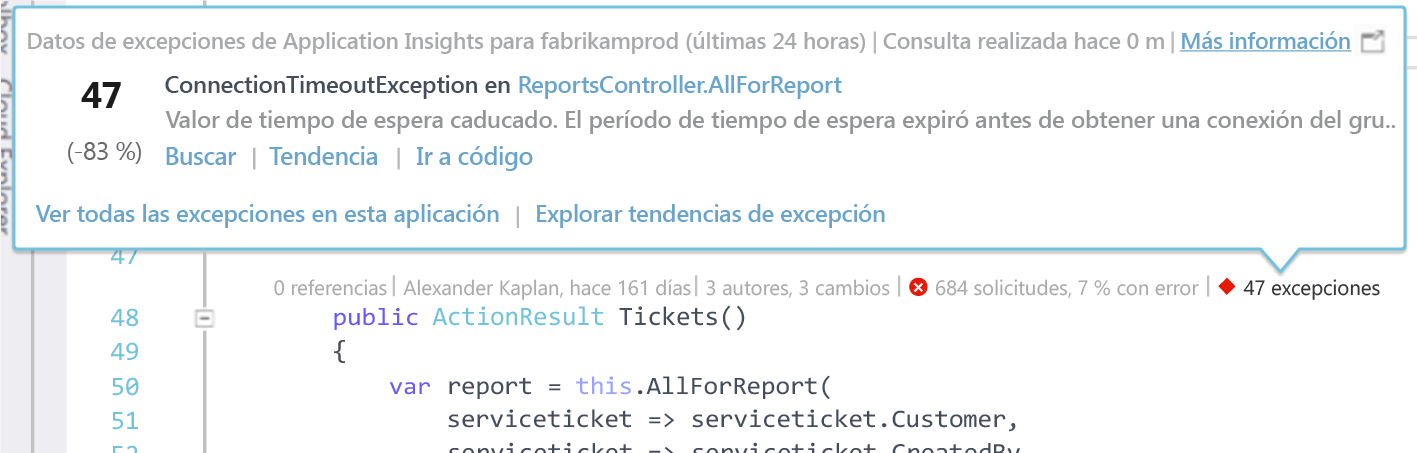 Datos de excepciones de Application Insights para fabrikamprod (últimas 24 horas) | Consulta realizada hace 0 m | Más información
47
(-83 %)
ConnectionTimeoutException en ReportsController.AllForReport
Valor de tiempo de espera caducado. El período de tiempo de espera expiró antes de obtener una conexión del gru..
Buscar | Tendencia | Ir a código
Ver todas las excepciones en esta aplicación | Explorar tendencias de excepción
Cloud Explorer
47
0 referencias | Alexander Kaplan, hace 161 días | 3 autores, 3 cambios | 684 solicitudes, 7 % con error | 47 excepciones
48 public ActionResult Tickets()
49 {
50 var report = this.AllForReport(
51 serviceticket => serviceticket.Customer,
52 serviceticket => serviceticket.CreatedBy